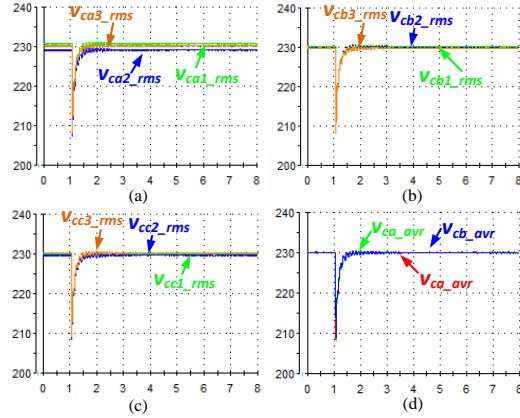 240
230
220
210
200
0 1 2 3 4 5 6 7 8
vca3_rms
vca1_rms
vca2_rms
(a)
240
230
220
210
200
0 1 2 3 4 5 6 7 8
vcb3_rms
vcb2_rms
vcb1_rms
(b)
240
230
220
210
200
0 1 2 3 4 5 6 7 8
vcc3_rms
vcc2_rms
vcc1_rms
(c)
240
230
220
210
200
0 1 2 3 4 5 6 7 8
vca_avr
vcb_avr
vca_avr
(d)